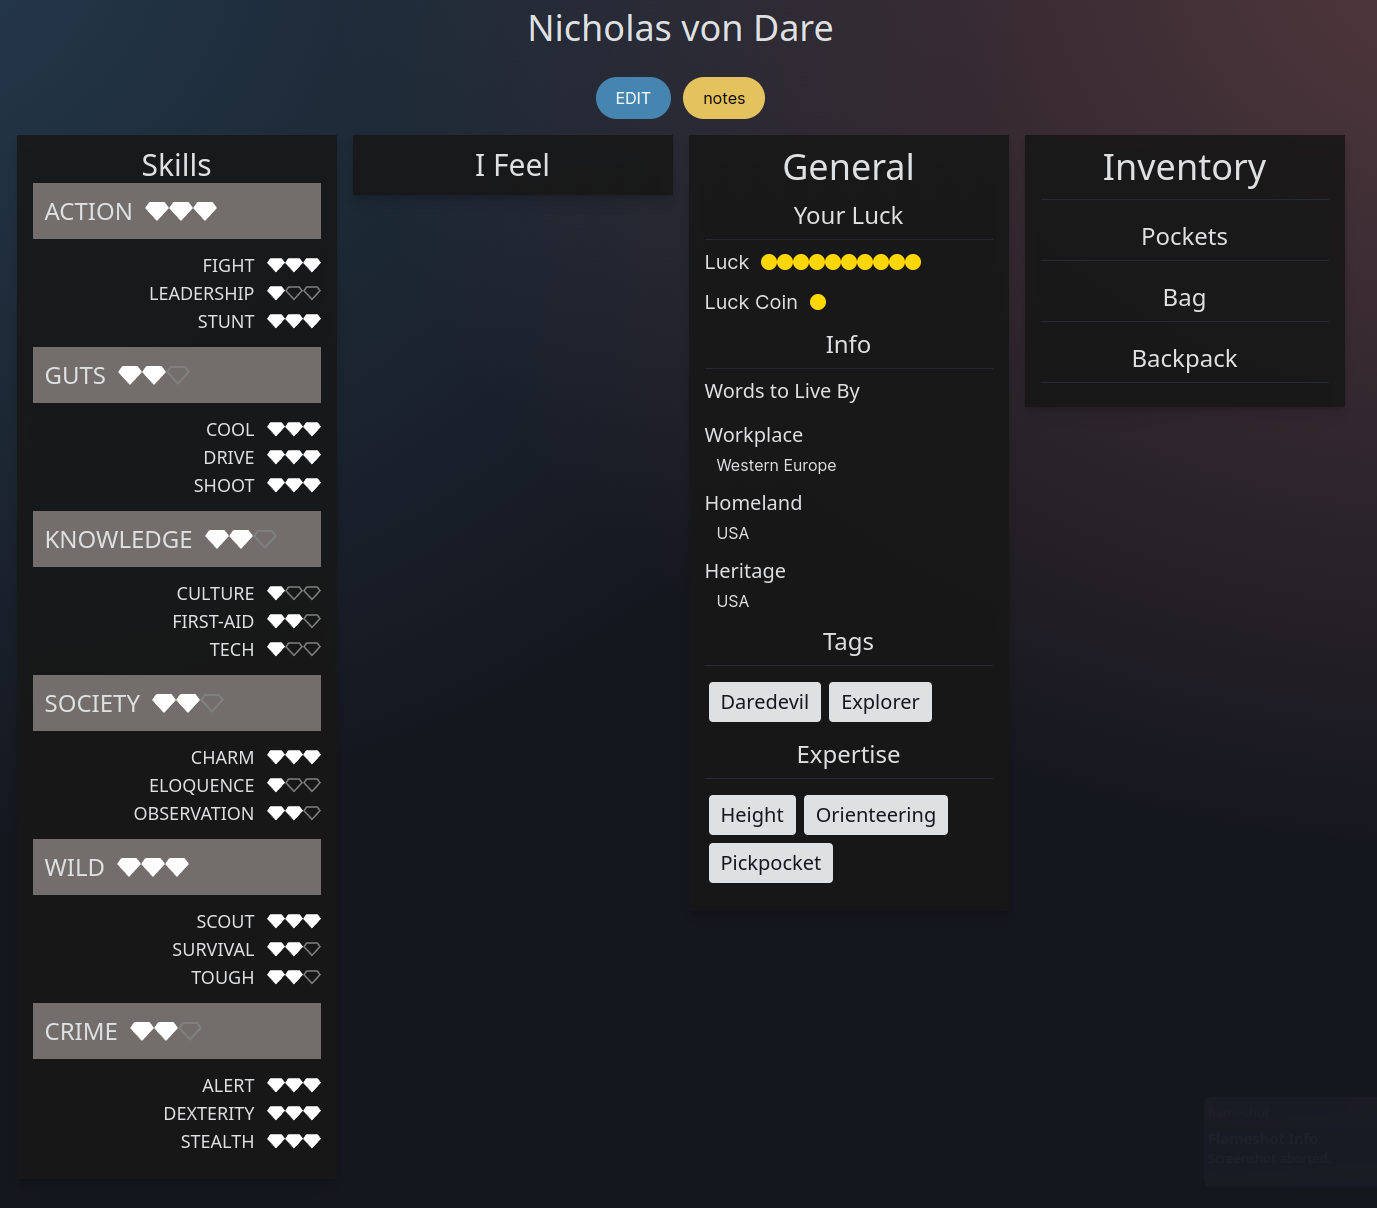 Nicholas von Dare
EDIT
notes
Skills
ACTION
FIGHT
LEADERSHIP
STUNT
GUTS
COOL
DRIVE
SHOOT
KNOWLEDGE
CULTURE
FIRST-AID
TECH
SOCIETY
CHARM
ELOQUENCE
OBSERVATION
WILD
SCOUT
SURVIVAL
TOUGH
CRIME
ALERT
DEXTERITY
STEALTH
I Feel
General
Your Luck
Luck
Luck Coin
Info
Words to Live By
Workplace
Western Europe
Homeland
USA
Heritage
USA
Tags
Daredevil Explorer
Expertise
Height Orienteering
Pickpocket
Inventory
Pockets
Bag
Backpack
flameshot
Flameshot Info
Screenshot aborted